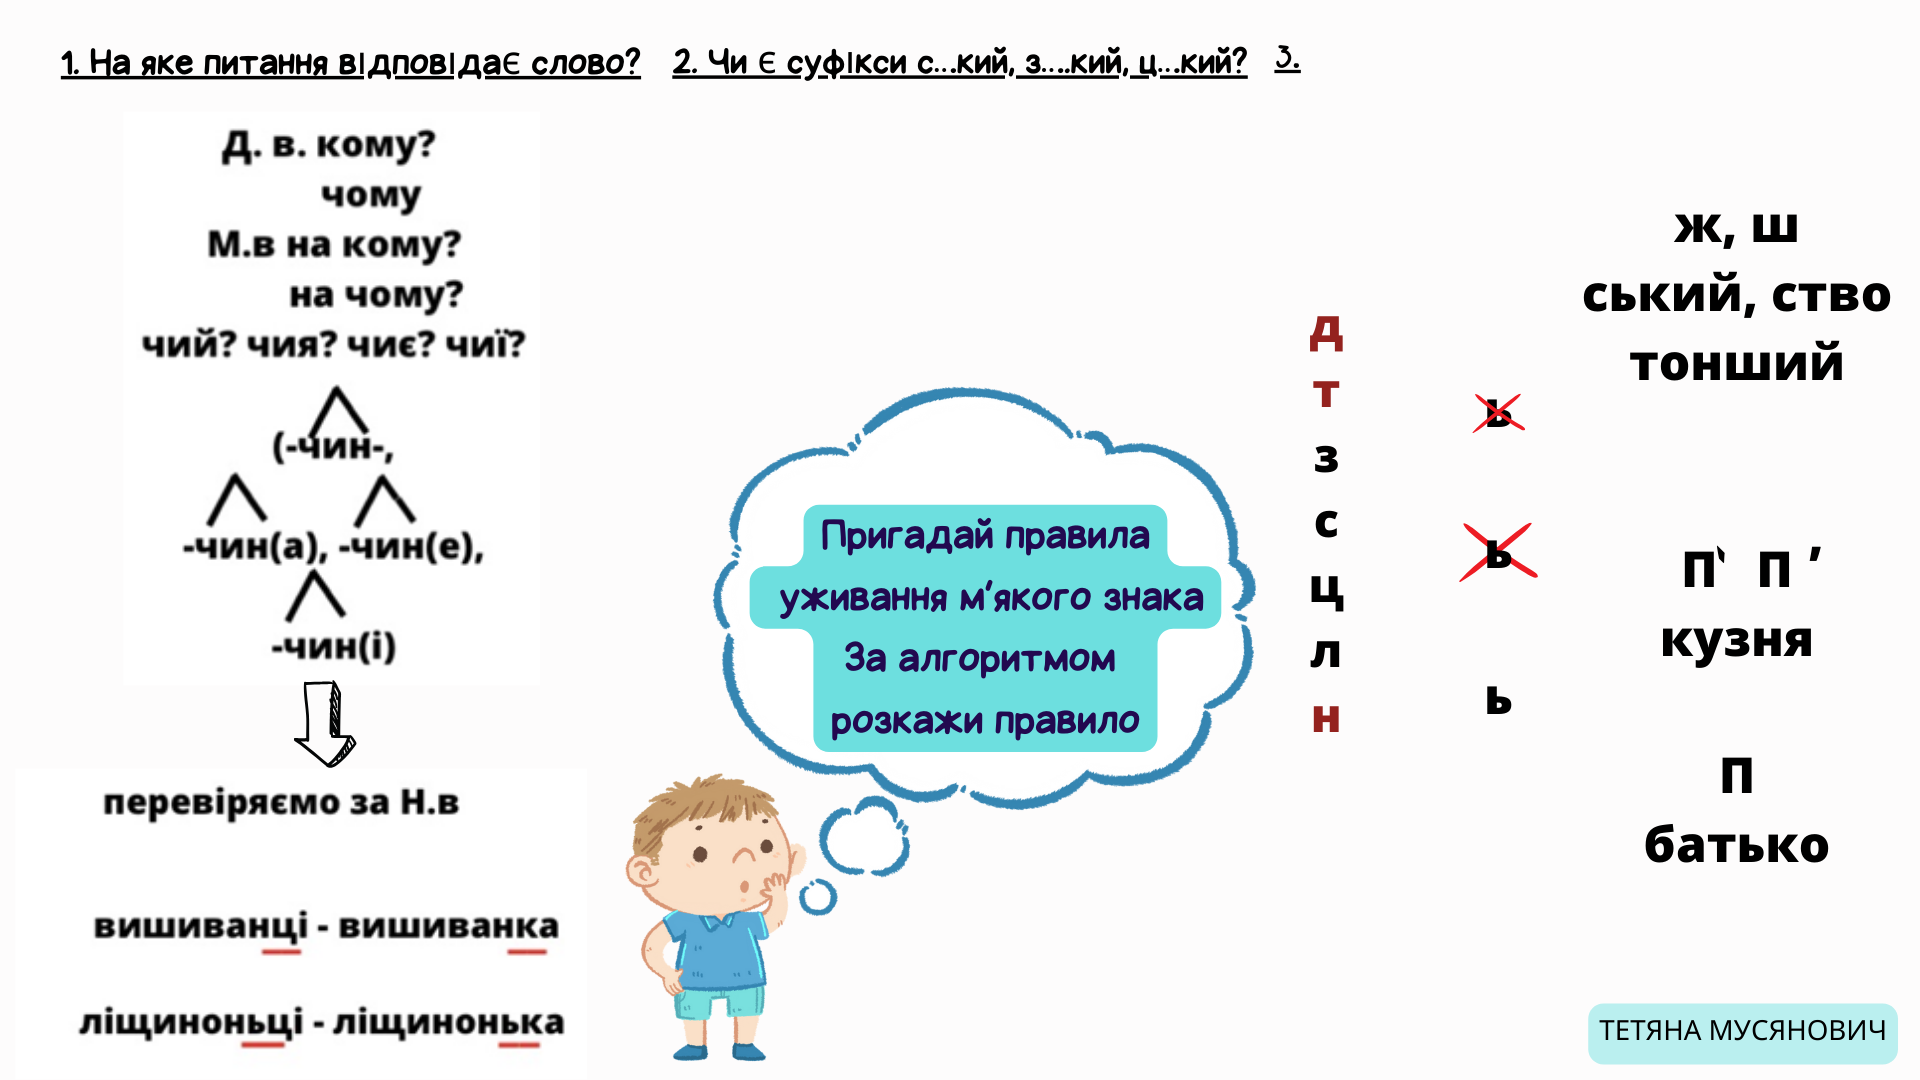 1. На яке питання відповідає слово? 2. Чи є суфікси с...кий, з....кий, ц...кий? 3.
Д. в. кому?
чому
М.в на кому?
на чому?
чий? чия? чиє? чиї?
(-чин-,
-чин(а), -чин(е),
-чин(і)
перевіряємо за Н.в
вишиванці - вишиванка
ліщиноньці - ліщинонька
Пригадай правила
уживання м'якого знака
За алгоритмом
розкажи правило
д
т
з
с
ц
л
н
ь
ь
ь
ж, ш
ський, ство
тонший
П` П ’
кузня
П
батько
ТЕТЯНА МУСЯНОВИЧ